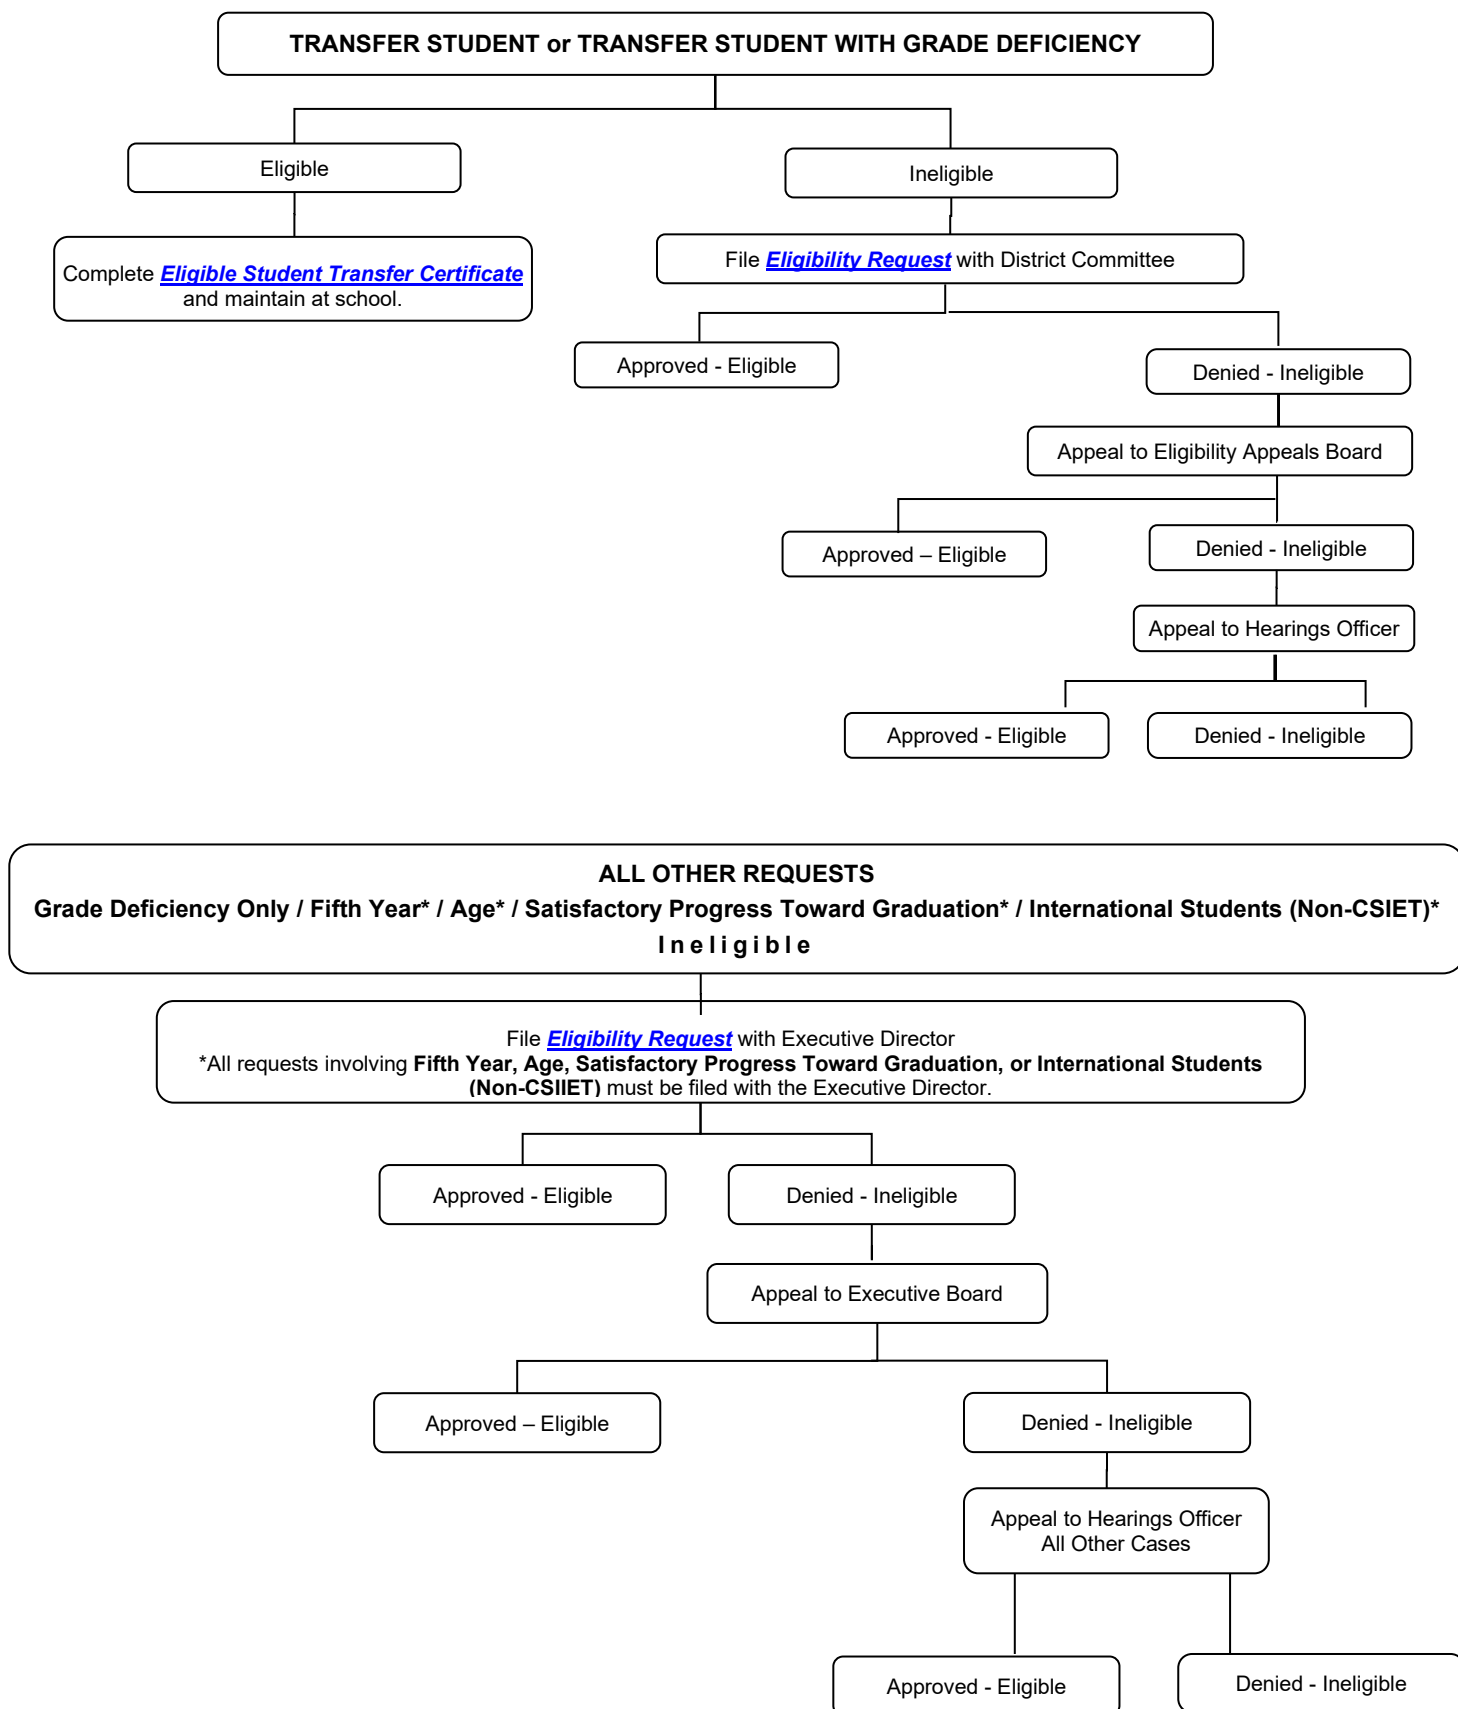 TRANSFER STUDENT or TRANSFER STUDENT WITH GRADE DEFICIENCY
Eligible
Ineligible
Complete Eligible Student Transfer Certificate
and maintain at school.
File Eligibility Request with District Committee
Approved - Eligible
Denied - Ineligible
Appeal to Eligibility Appeals Board
Approved – Eligible
Denied - Ineligible
Appeal to Hearings Officer
Approved - Eligible
Denied - Ineligible
ALL OTHER REQUESTS
Grade Deficiency Only / Fifth Year* / Age* / Satisfactory Progress Toward Graduation* / International Students (Non-CSIET)*
Ineligible
File Eligibility Request with Executive Director
*All requests involving Fifth Year, Age, Satisfactory Progress Toward Graduation, or International Students
(Non-CSIIET) must be filed with the Executive Director.
Approved - Eligible
Denied - Ineligible
Appeal to Executive Board
Approved – Eligible
Denied - Ineligible
Appeal to Hearings Officer
All Other Cases
Approved - Eligible
Denied - Ineligible